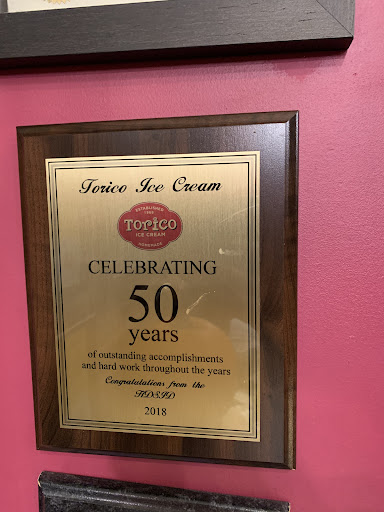 Torico Ice Cream
ESTABLISHED
1968
TORICO
ICE CREAM
HOMEMADE
CELEBRATING
50
years
of outstanding accomplishments
and hard work throughout the years
Congratulations from the
HDSID
2018